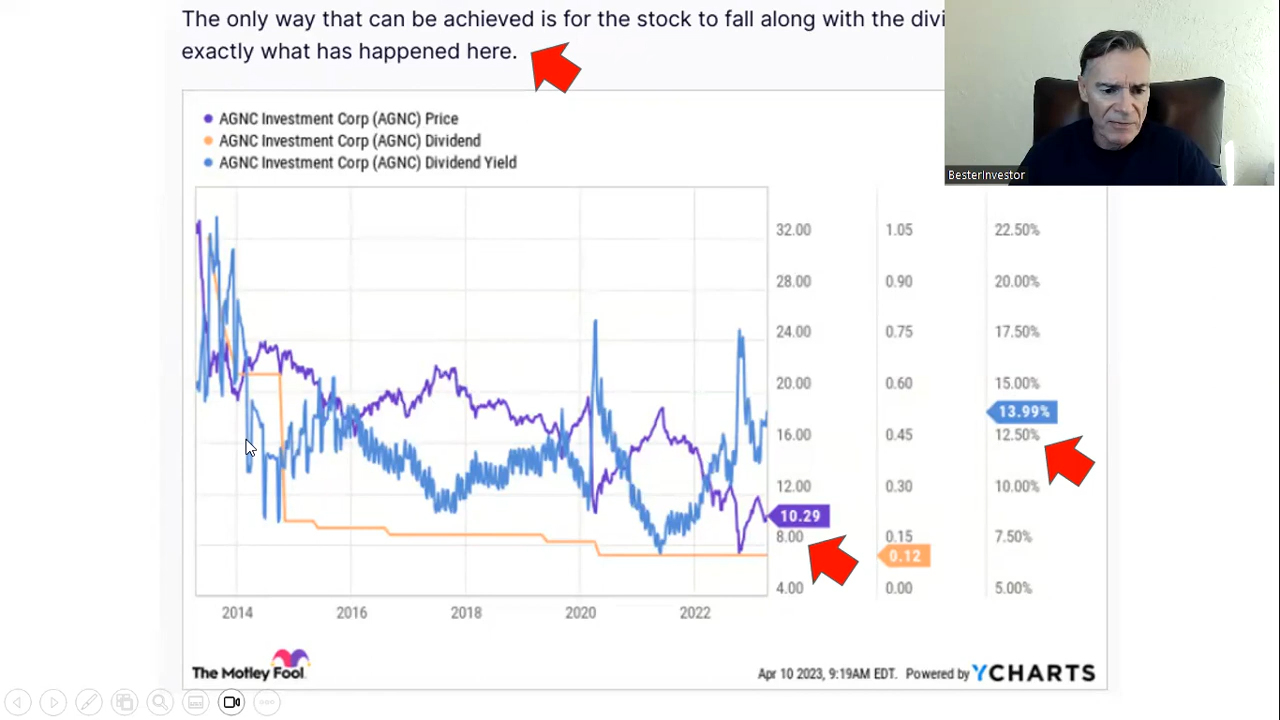 The only way that can be achieved is for the stock to fall along with the divi
exactly what has happened here.
BesterInvestor
AGNC Investment Corp (AGNC) Price
AGNC Investment Corp (AGNC) Dividend
AGNC Investment Corp (AGNC) Dividend Yield
32.00 1.05 22.50%
28.00 0.90 20.00%
24.00 0.75 17.50%
20.00 0.60 15.00%
13.99%
16.00 0.45 12.50%
12.00 0.30 10.00%
10.29
8.00 0.15 7.50%
0.12
4.00 0.00 5.00%
2014 2016 2018 2020 2022
The Motley Fool
Apr 10 2023, 9:19AM EDT. Powered by YCHARTS